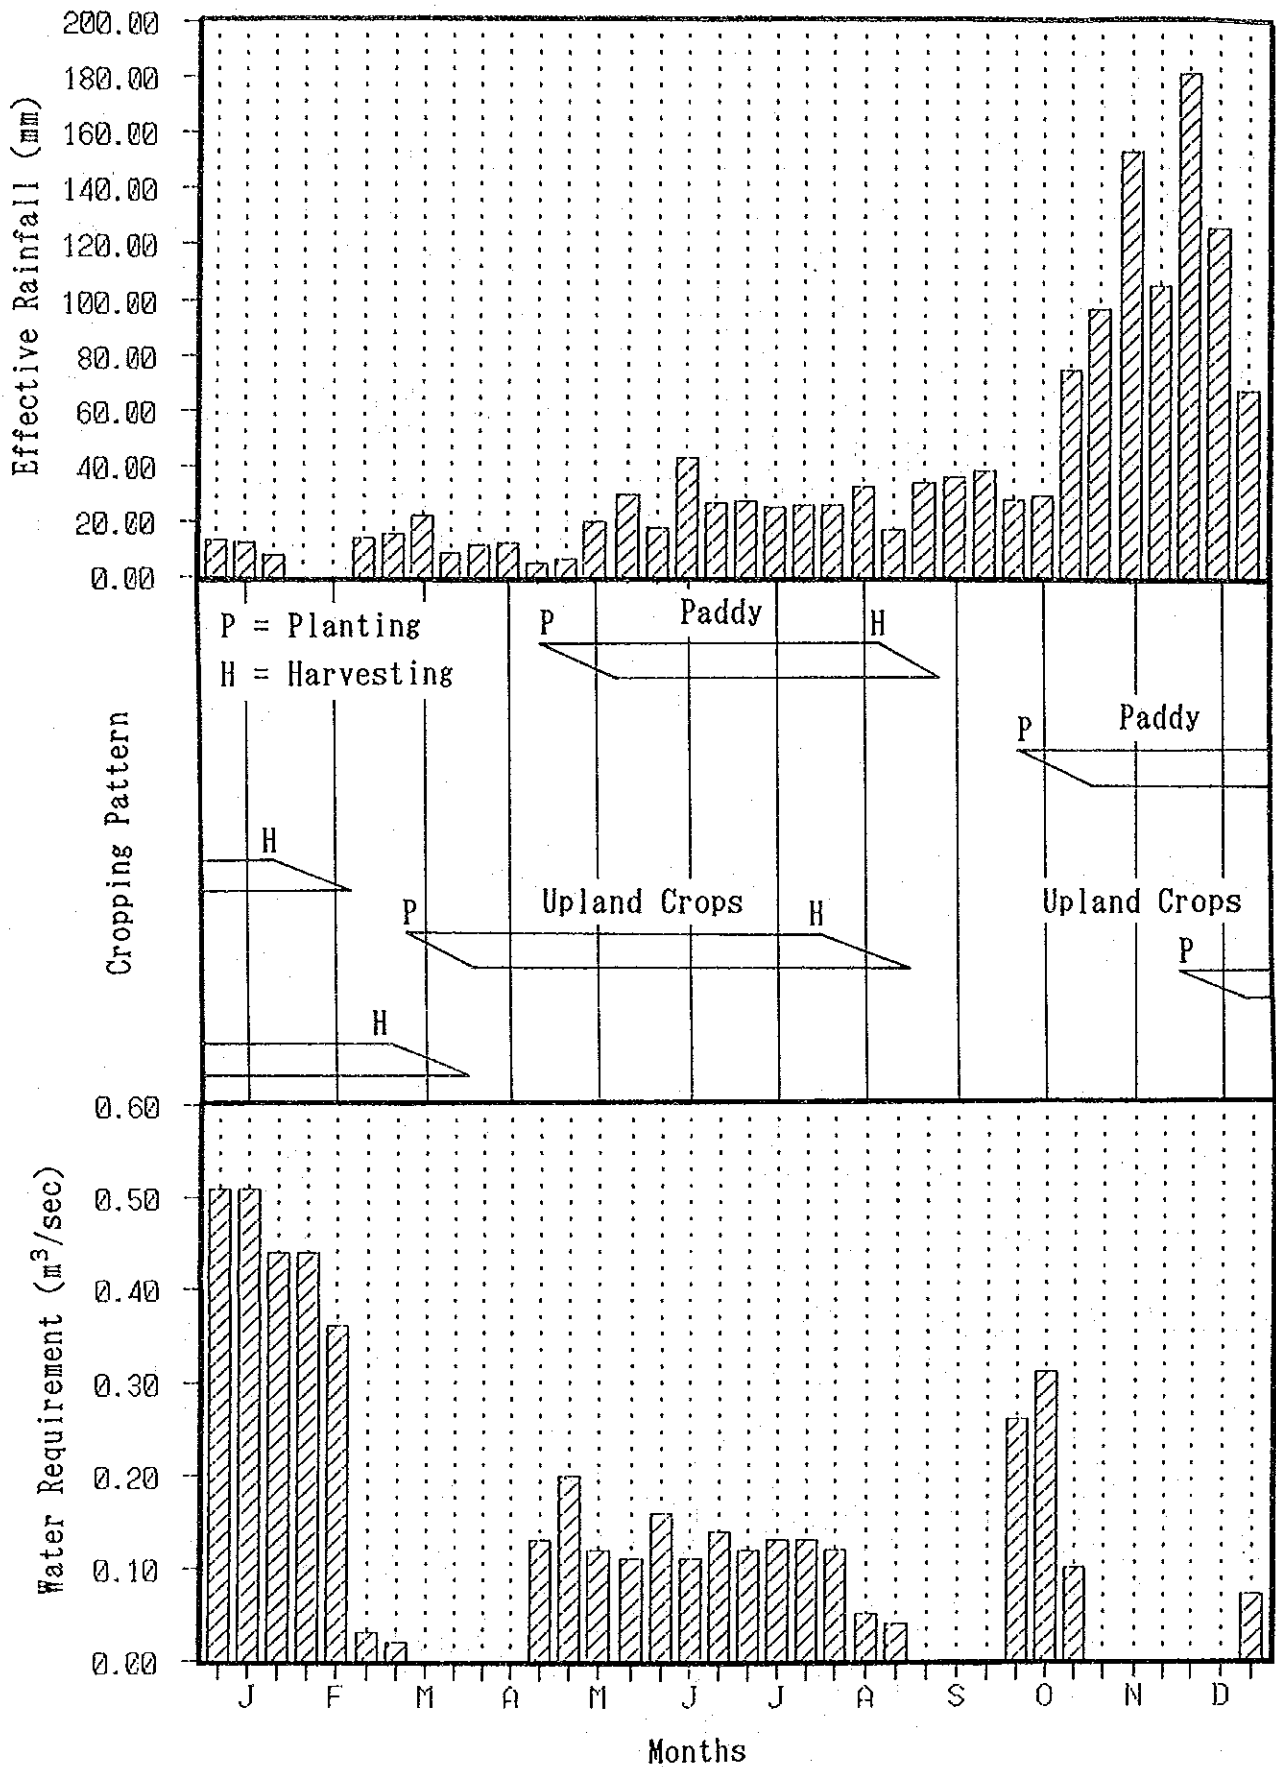 200.00
180.00
160.00
140.00
120.00
100.00
80.00
60.00
40.00
20.00
0.00
Effective Rainfall (mm)
P = Planting
H = Harvesting
P Paddy H
P Paddy
H
P Upland Crops H
Upland Crops
P
H
Cropping Pattern
0.60
0.50
0.40
0.30
0.20
0.10
0.00
Water Requirement (m³/sec)
J F M A M J J A S O N D
Months